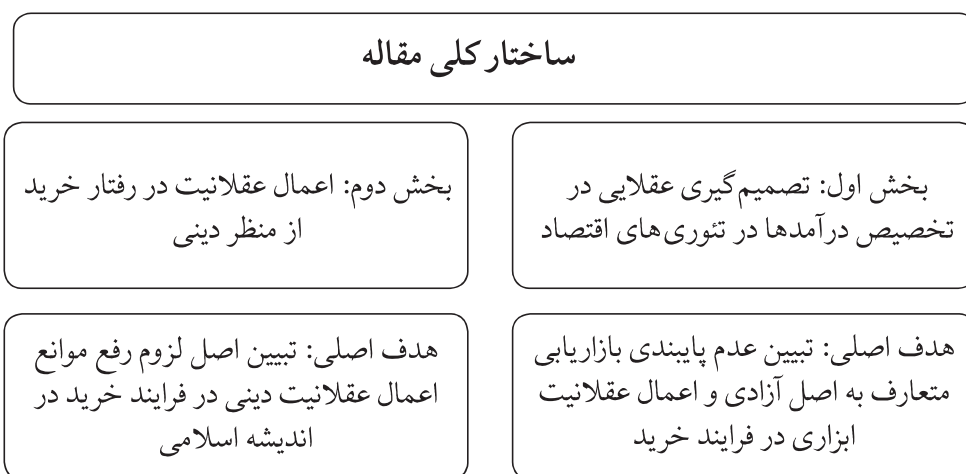 ساختار کلی مقاله
بخش اول: تصمیم‌گیری عقلایی در
تخصیص درآمدها در تئوری‌های اقتصاد
بخش دوم: اعمال عقلانیت در رفتار خرید
از منظر دینی
هدف اصلی: تبیین عدم پایبندی بازاریابی
متعارف به اصل آزادی و اعمال عقلانیت
ابزاری در فرایند خرید
هدف اصلی: تبیین اصل لزوم رفع موانع
اعمال عقلانیت دینی در فرایند خرید در
اندیشه اسلامی